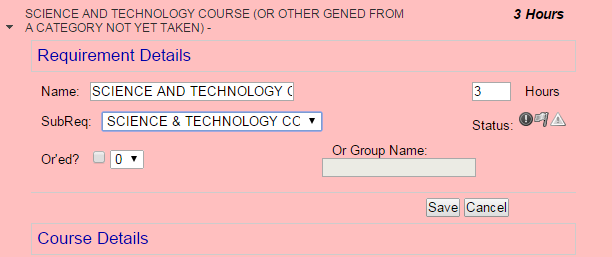 SCIENCE AND TECHNOLOGY COURSE (OR OTHER GENED FROM 3 Hours
A CATEGORY NOT YET TAKEN) -
Requirement Details
Name: SCIENCE AND TECHNOLOGY 3 Hours
SubReq: SCIENCE & TECHNOLOGY CC Status:
Or'ed? 0 Or Group Name:
Save Cancel
Course Details